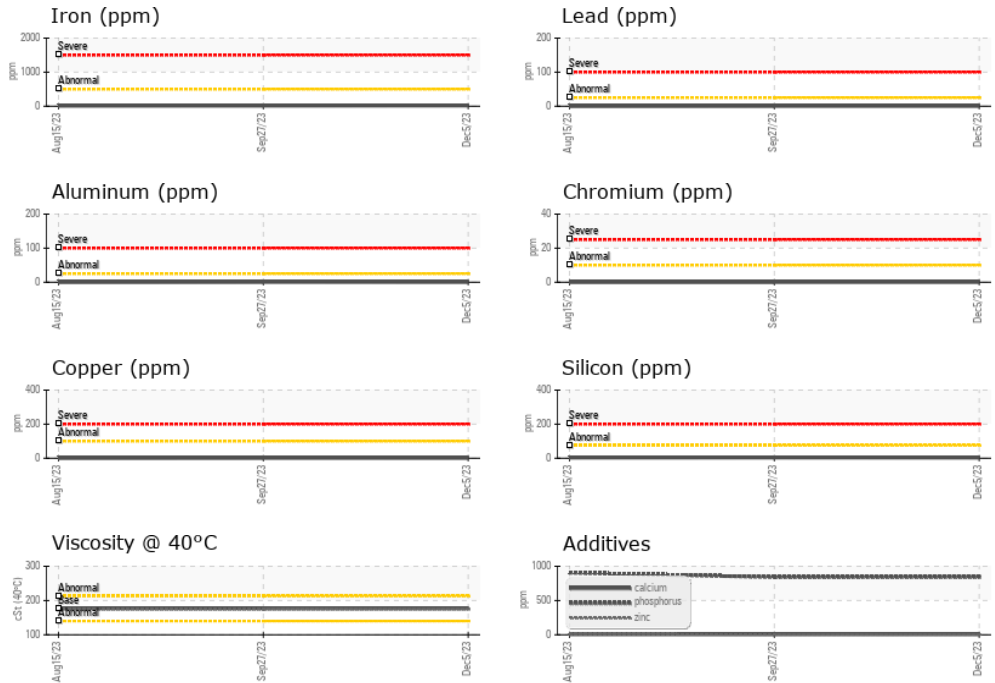 Iron (ppm)
2000
Severe
1000
Abnormal
0
ppm
Aug15/23
Sep27/23
Dec5/23
Lead (ppm)
200
Severe
100
Abnormal
0
ppm
Aug15/23
Sep27/23
Dec5/23
Aluminum (ppm)
200
Severe
100
Abnormal
0
ppm
Aug15/23
Sep27/23
Dec5/23
Chromium (ppm)
40
Severe
20
Abnormal
0
ppm
Aug15/23
Sep27/23
Dec5/23
Copper (ppm)
400
Severe
200
Abnormal
0
ppm
Aug15/23
Sep27/23
Dec5/23
Silicon (ppm)
400
Severe
200
Abnormal
0
ppm
Aug15/23
Sep27/23
Dec5/23
Viscosity @ 40°C
300
Abnormal
200
Base
Abnormal
100
cSt (40°C)
Aug15/23
Sep27/23
Dec5/23
Additives
1000
calcium
500
phosphorus
zinc
0
ppm
Aug15/23
Sep27/23
Dec5/23